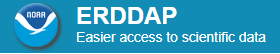 NOAA
ERDDAP
Easier access to scientific data